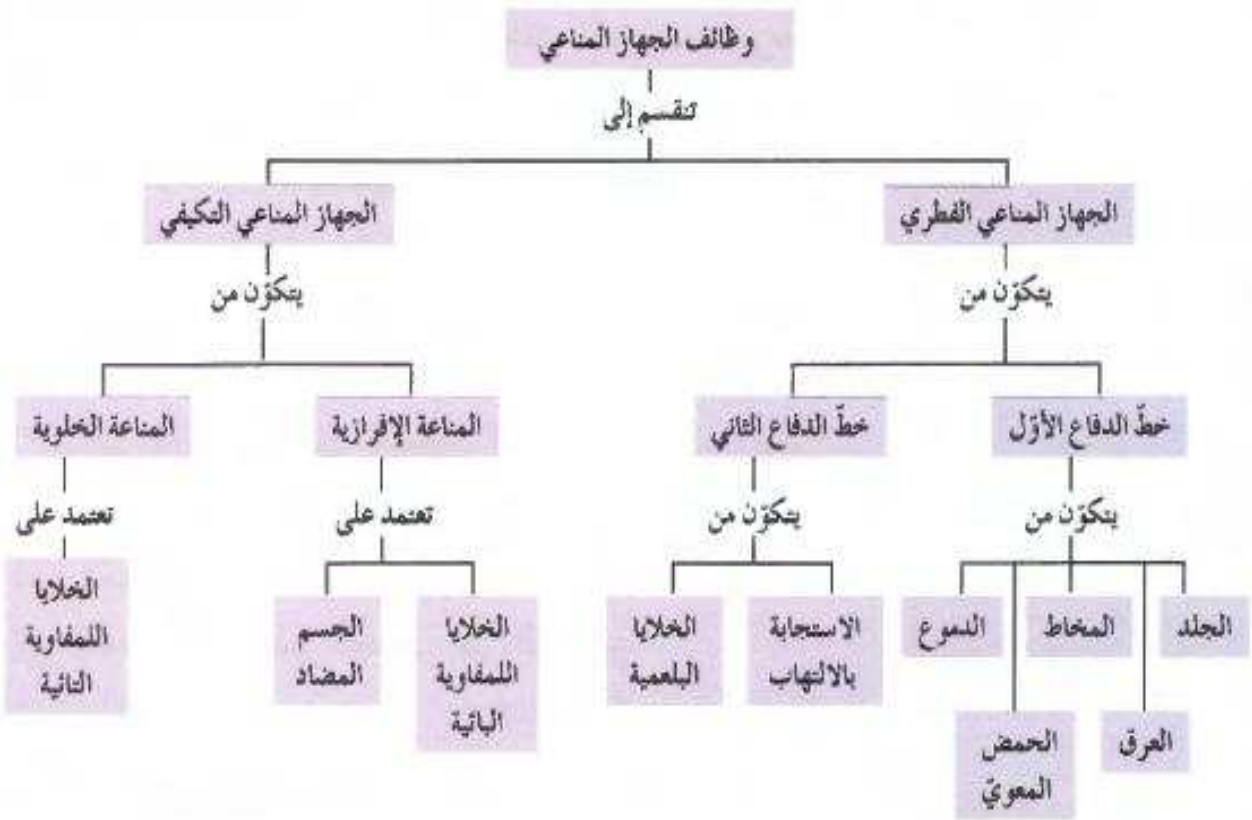 وظائف الجهاز المناعي
تنقسم إلى
الجهاز المناعي الفطري
الجهاز المناعي التكيفي
يتكوّن من
يتكوّن من
خطّ الدفاع الأوّل
خطّ الدفاع الثاني
المناعة الإفرازية
المناعة الخلوية
يتكوّن من
يتكوّن من
تعتمد على
تعتمد على
الجلد
المخاط
الدموع
العرق
الحمض
المعويّ
الاستجابة
بالالتهاب
الخلايا
البلعمية
الخلايا
اللمفاوية
البائية
الجسم
المضاد
الخلايا
اللمفاوية
التائية